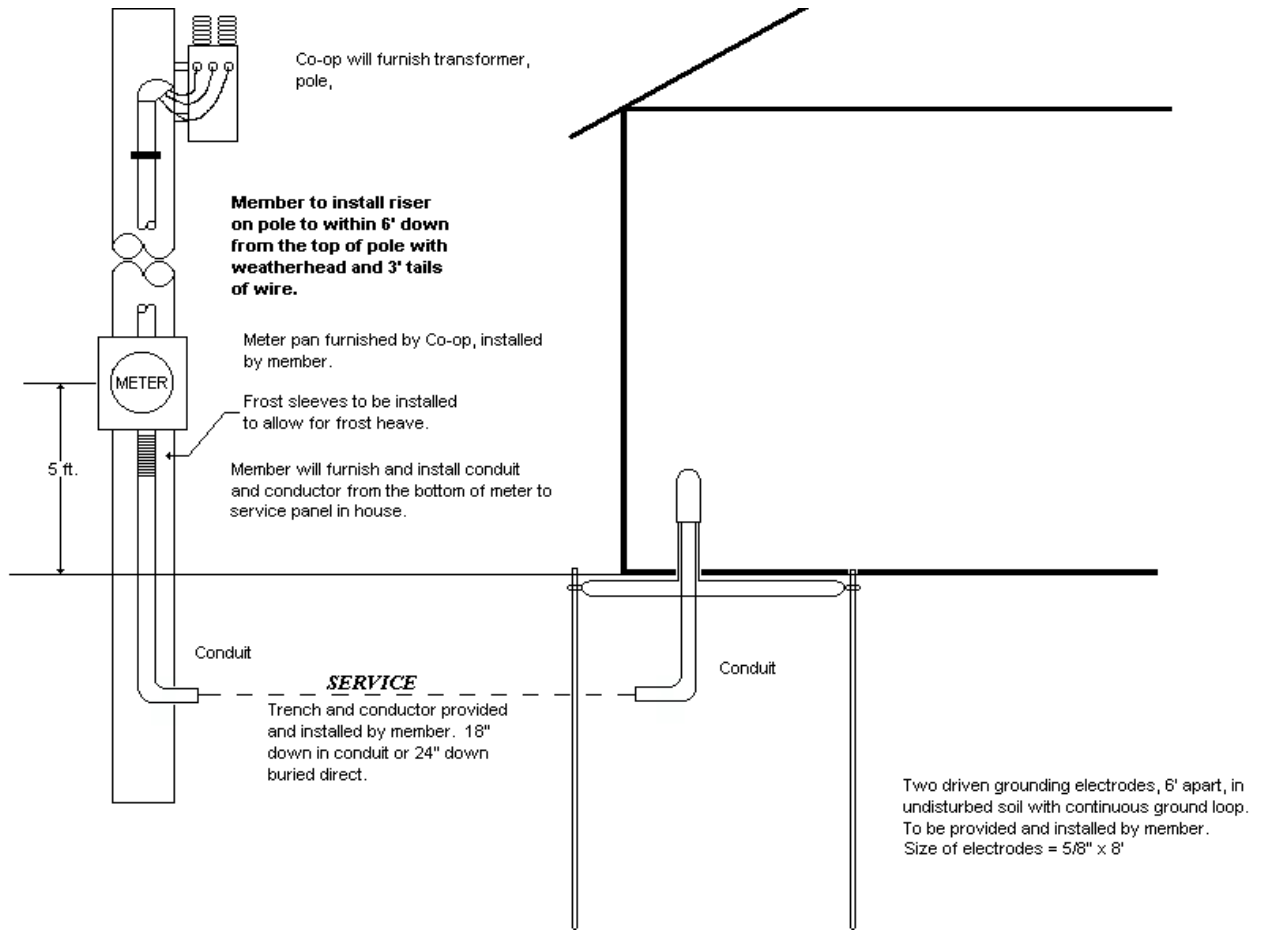 Co-op will furnish transformer,
pole,
Member to install riser
on pole to within 6' down
from the top of pole with
weatherhead and 3' tails
of wire.
Meter pan furnished by Co-op, installed
by member.
METER
Frost sleeves to be installed
to allow for frost heave.
5 ft.
Member will furnish and install conduit
and conductor from the bottom of meter to
service panel in house.
Conduit
SERVICE
Conduit
Trench and conductor provided
and installed by member. 18"
down in conduit or 24" down
buried direct.
Two driven grounding electrodes, 6' apart, in
undisturbed soil with continuous ground loop.
To be provided and installed by member.
Size of electrodes = 5/8" x 8'